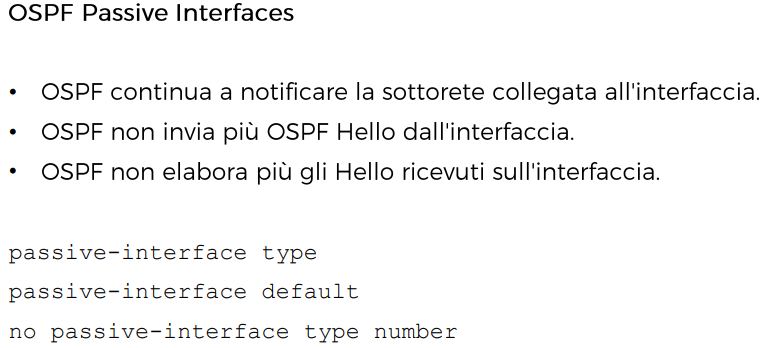 OSPF Passive Interfaces
• OSPF continua a notificare la sottorete collegata all'interfaccia.
• OSPF non invia più OSPF Hello dall'interfaccia.
• OSPF non elabora più gli Hello ricevuti sull'interfaccia.
passive-interface type
passive-interface default
no passive-interface type number